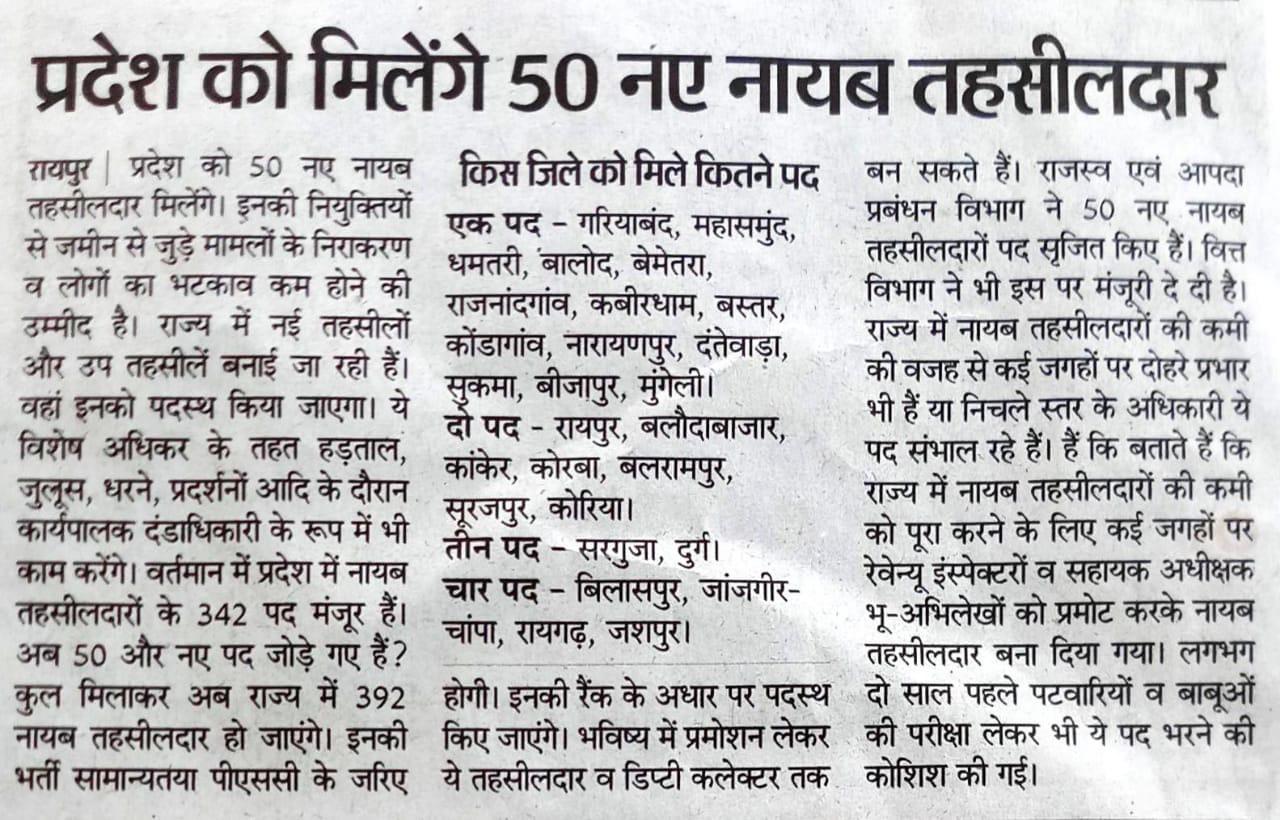 प्रदेश को मिलेंगे 50 नए नायब तहसीलदार
रायपुर | प्रदेश को 50 नए नायब
तहसीलदार मिलेंगे। इनकी नियुक्तियों
से जमीन से जुड़े मामलों के निराकरण
व लोगों का भटकाव कम होने की
उम्मीद है। राज्य में नई तहसीलों
और उप तहसीलें बनाई जा रही हैं।
वहां इनको पदस्थ किया जाएगा। ये
विशेष अधिकर के तहत हड़ताल,
जुलूस, धरने, प्रदर्शनों आदि के दौरान
कार्यपालक दंडाधिकारी के रूप में भी
काम करेंगे। वर्तमान में प्रदेश में नायब
तहसीलदारों के 342 पद मंजूर हैं।
अब 50 और नए पद जोड़े गए हैं?
कुल मिलाकर अब राज्य में 392
नायब तहसीलदार हो जाएंगे। इनकी
भर्ती सामान्यतया पीएससी के जरिए
किस जिले को मिले कितने पद
एक पद – गरियाबंद, महासमुंद,
धमतरी, बालोद, बेमेतरा,
राजनांदगांव, कबीरधाम, बस्तर,
कोंडागांव, नारायणपुर, दंतेवाड़ा,
सुकमा, बीजापुर, मुंगेली।
दो पद – रायपुर, बलौदाबाजार,
कांकेर, कोरबा, बलरामपुर,
सूरजपुर, कोरिया।
तीन पद – सरगुजा, दुर्ग।
चार पद – बिलासपुर, जांजगीर–
चांपा, रायगढ़, जशपुर।
होगी। इनकी रैंक के अधार पर पदस्थ
किए जाएंगे। भविष्य में प्रमोशन लेकर
ये तहसीलदार व डिप्टी कलेक्टर तक
बन सकते हैं। राजस्व एवं आपदा
प्रबंधन विभाग ने 50 नए नायब
तहसीलदारों पद सृजित किए हैं। वित्त
विभाग ने भी इस पर मंजूरी दे दी है।
राज्य में नायब तहसीलदारों की कमी
की वजह से कई जगहों पर दोहरे प्रभार
भी हैं या निचले स्तर के अधिकारी ये
पद संभाल रहे हैं। हैं कि बताते हैं कि
राज्य में नायब तहसीलदारों की कमी
को पूरा करने के लिए कई जगहों पर
रेवेन्यू इंस्पेक्टरों व सहायक अधीक्षक
भू-अभिलेखों को प्रमोट करके नायब
तहसीलदार बना दिया गया। लगभग
दो साल पहले पटवारियों व बाबूओं
की परीक्षा लेकर भी ये पद भरने की
कोशिश की गई।